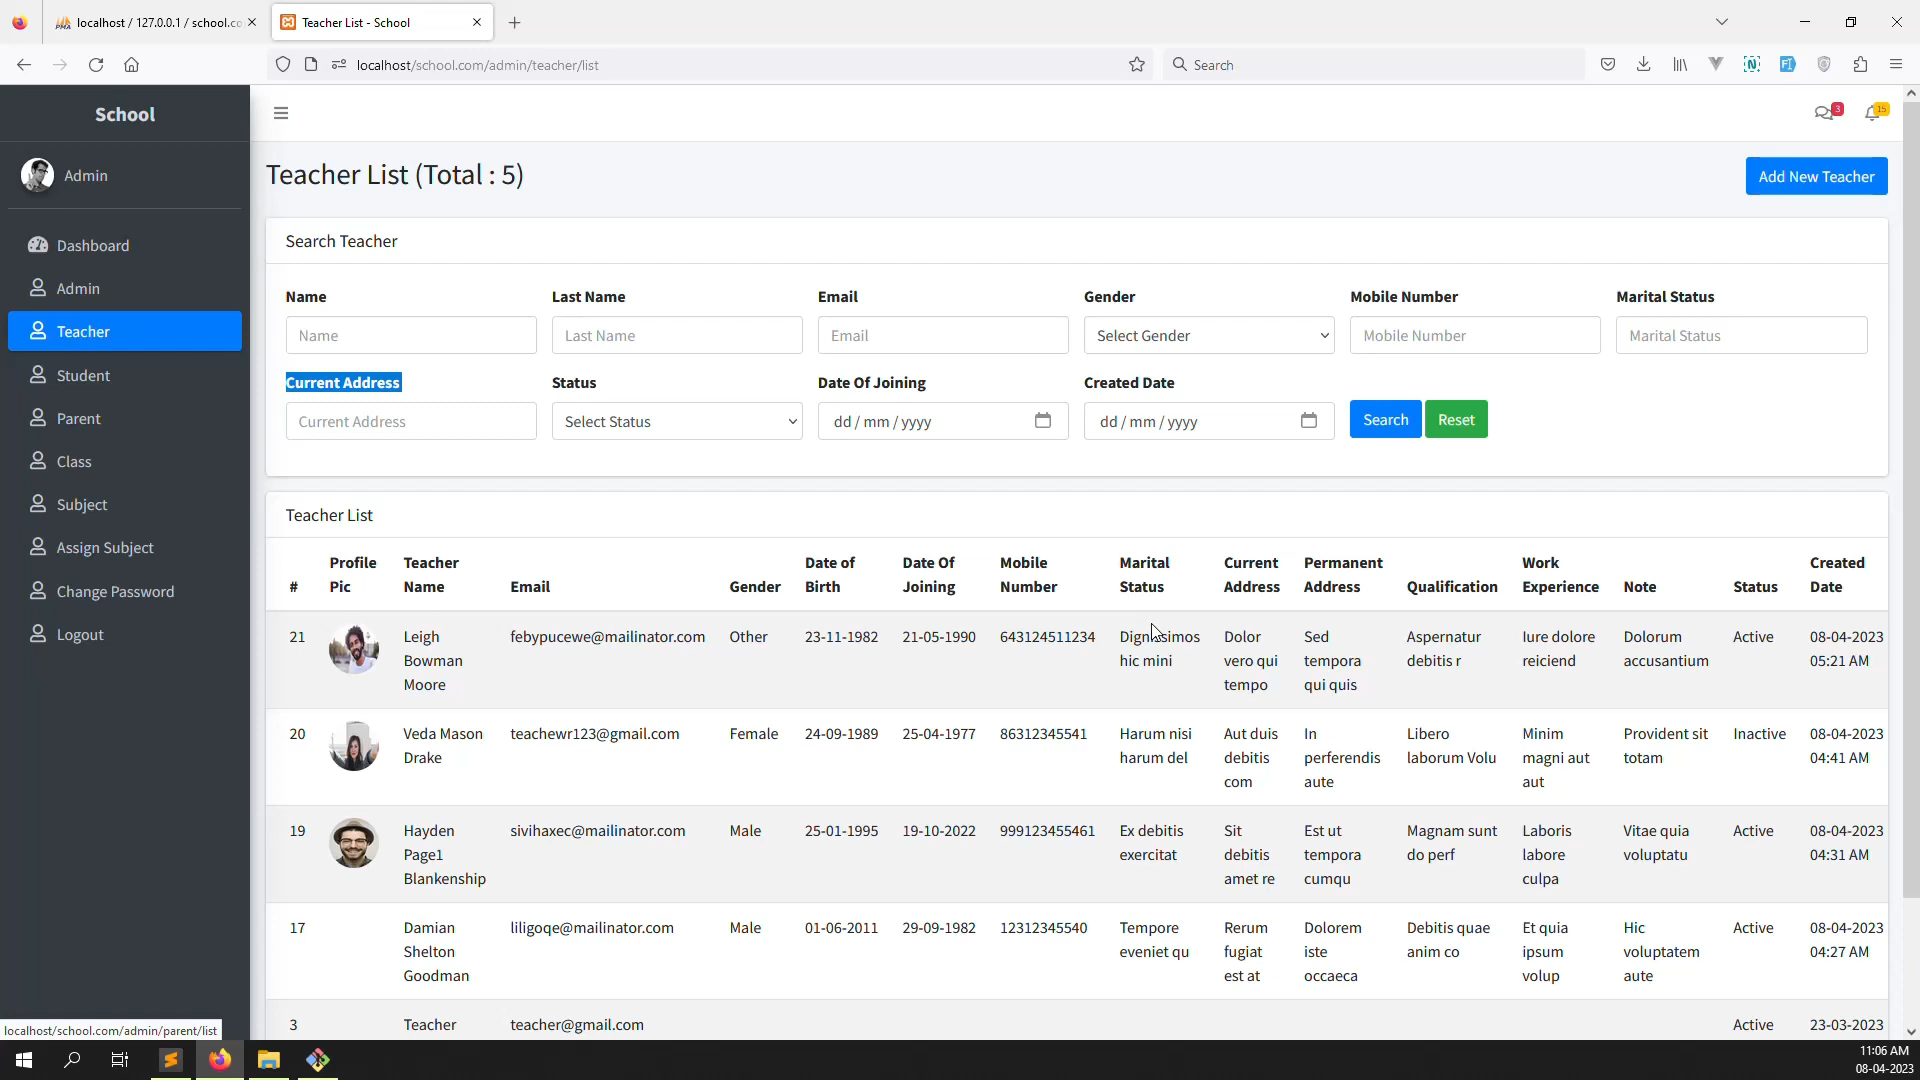 localhost / 127.0.0.1 / school.co
Teacher List - School
localhost/school.com/admin/teacher/list
Search
School
3
15
Admin
Teacher List (Total : 5)
Add New Teacher
Dashboard
Admin
Teacher
Student
Parent
Class
Subject
Assign Subject
Change Password
Logout
Search Teacher
Name Last Name Email Gender Mobile Number Marital Status
Name Last Name Email Select Gender Mobile Number Marital Status
Current Address Status Date Of Joining Created Date
Current Address Select Status dd / mm / yyyy dd / mm / yyyy Search Reset
Teacher List
Profile Teacher Date of Date Of Mobile Marital Current Permanent Work Created
# Pic Name Email Gender Birth Joining Number Status Address Address Qualification Experience Note Status Date
21 Leigh febypucewe@mailinator.com Other 23-11-1982 21-05-1990 643124511234 Dignissimos Dolor Sed Aspernatur Iure dolore Dolorum Active 08-04-2023
Bowman hic mini vero qui tempora debitis r reiciend accusantium 05:21 AM
Moore tempo qui quis
20 Veda Mason teachewr123@gmail.com Female 24-09-1989 25-04-1977 86312345541 Harum nisi Aut duis In Libero Minim Provident sit Inactive 08-04-2023
Drake harum del debitis perferendis laborum Volu magni aut totam 04:41 AM
com aute aut
19 Hayden sivihaxec@mailinator.com Male 25-01-1995 19-10-2022 999123455461 Ex debitis Sit Est ut Magnam sunt Laboris Vitae quia Active 08-04-2023
Page1 exercitat debitis tempora do perf labore voluptatu 04:31 AM
Blankenship amet re cumqu culpa
17 Damian liligoqe@mailinator.com Male 01-06-2011 29-09-1982 12312345540 Tempore Rerum Dolorem Debitis quae Et quia Hic Active 08-04-2023
Shelton eveniet qu fugiat iste anim co ipsum voluptatem 04:27 AM
Goodman est at occaeca volup aute
3 Teacher teacher@gmail.com Active 23-03-2023
localhost/school.com/admin/parent/list
11:06 AM
08-04-2023